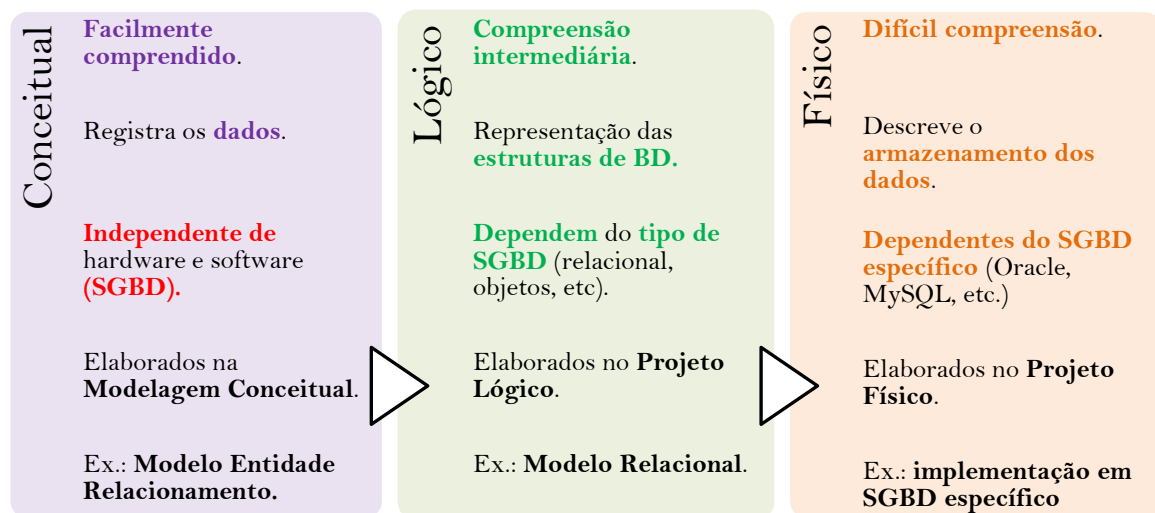 Conceitual
Facilmente
comprendido.
Registra os dados.
Independente de
hardware e software
(SGBD).
Elaborados na
Modelagem Conceitual.
Ex.: Modelo Entidade
Relacionamento.
Lógico
Compreensão
intermediária.
Representação das
estruturas de BD.
Dependem do tipo de
SGBD (relacional,
objetos, etc).
Elaborados no Projeto
Lógico.
Ex.: Modelo Relacional.
Físico
Difícil compreensão.
Descreve o
armazenamento dos
dados.
Dependentes do SGBD
específico (Oracle,
MySQL, etc.)
Elaborados no Projeto
Físico.
Ex.: implementação em
SGBD específico